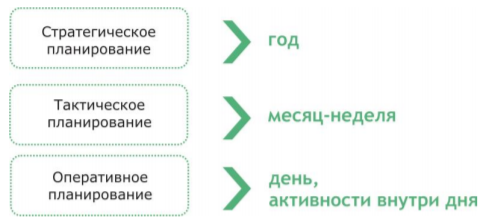 Стратегическое
планирование
год
Тактическое
планирование
месяц-неделя
Оперативное
планирование
день,
активности внутри дня